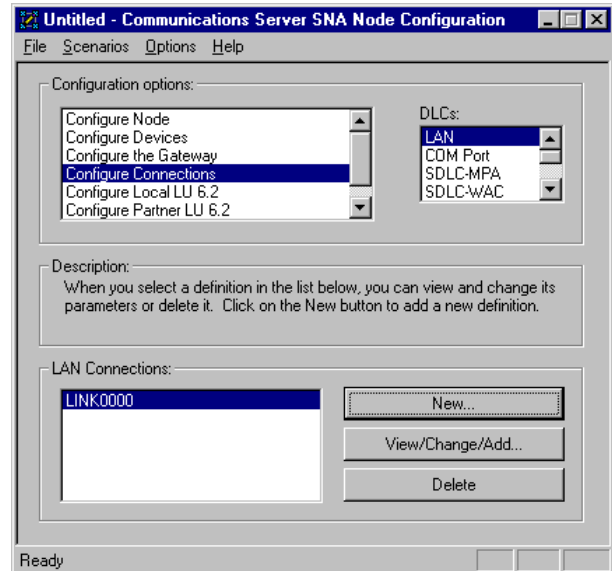 Untitled - Communications Server SNA Node Configuration
File Scenarios Options Help
Configuration options:
Configure Node
Configure Devices
Configure the Gateway
Configure Connections
Configure Local LU 6.2
Configure Partner LU 6.2
DLCs:
LAN
COM Port
SDLC-MPA
SDLC-WAC
Description:
When you select a definition in the list below, you can view and change its
parameters or delete it. Click on the New button to add a new definition.
LAN Connections:
LINK0000
New...
View/Change/Add...
Delete
Ready